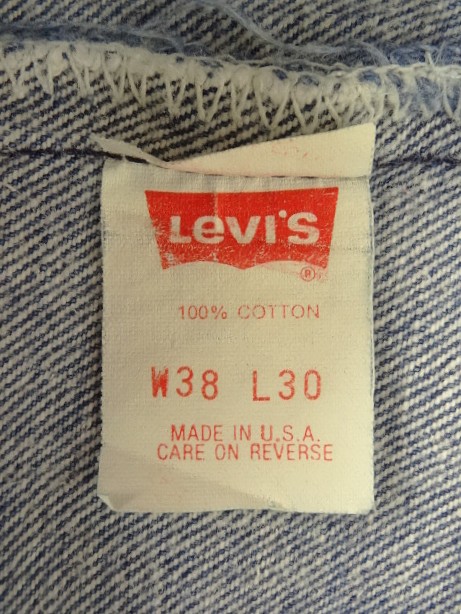 Levi's
®
100% COTTON
W38 L30
MADE IN U.S.A.
CARE ON REVERSE